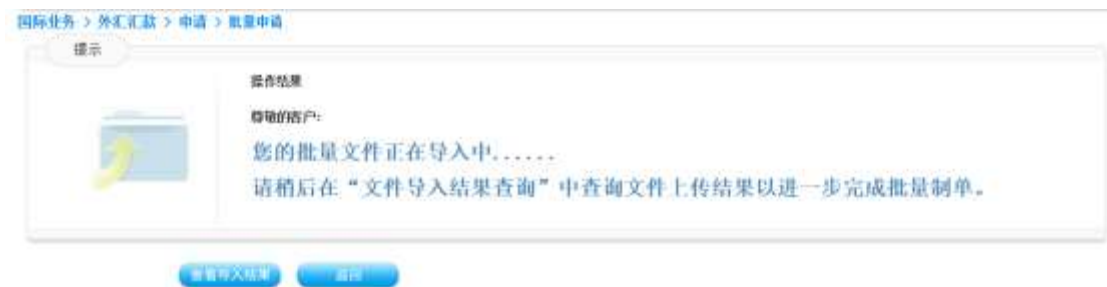 国际业务 > 外汇汇款 > 申请 > 批量申请
提示
操作结果
尊敬的客户:
您的批量文件正在导入中......
请稍后在“文件导入结果查询”中查询文件上传结果以进一步完成批量制单。
查看导入结果 返回